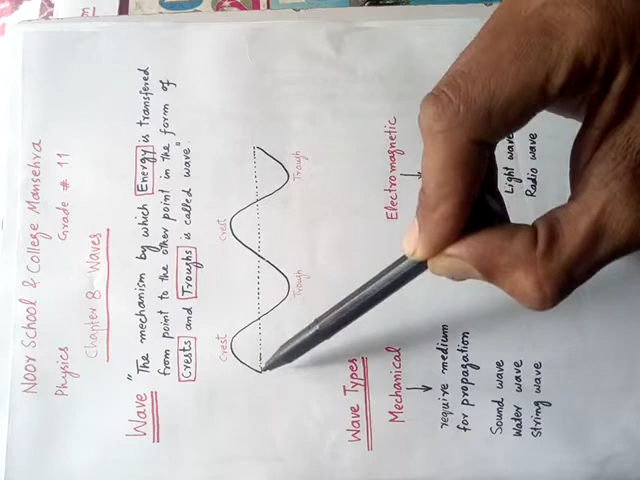 Noor School & College Mansehra
Physics Grade # 11
Chapter 8 Waves
Wave "The mechanism by which Energy is transfered
from point to the other point in the form of
Crests and Troughs is called wave"
Crest Crest
Trough Trough
Wave Types
Mechanical Electromagnetic
require medium
for propagation
Sound wave Light wave
Water wave Radio wave
String wave